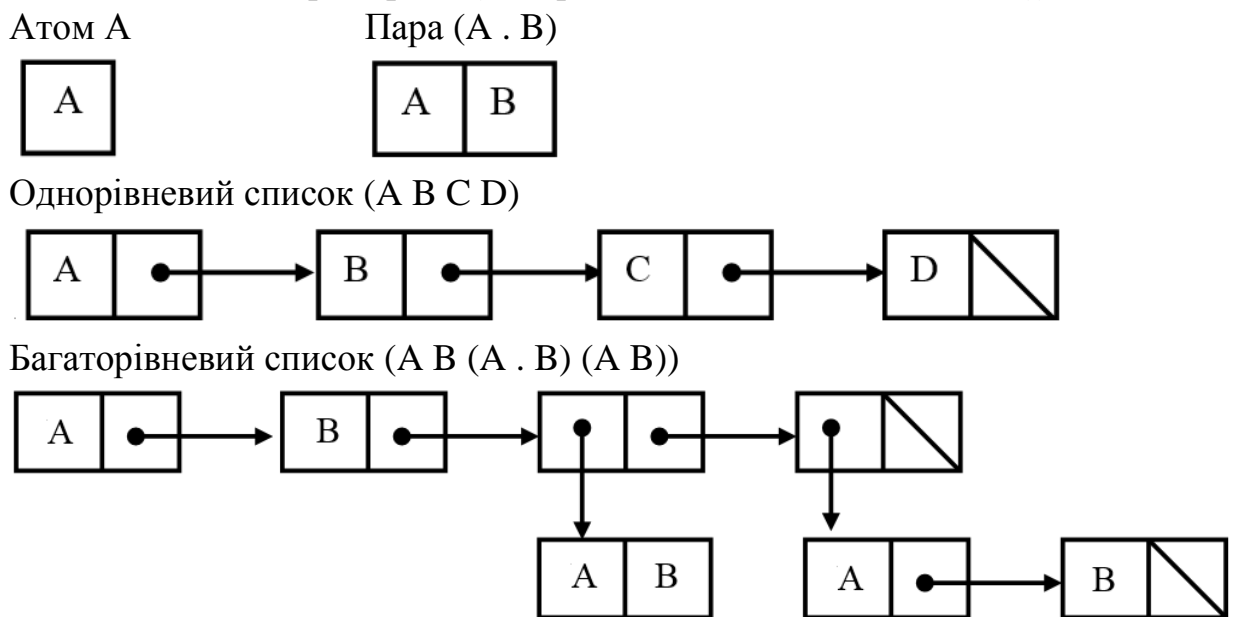 Атом А Пара (А . В)
А А В
Однорівневий список (А В С D)
А В С D
Багаторівневий список (А В (А . В) (А В))
А В
А В А В